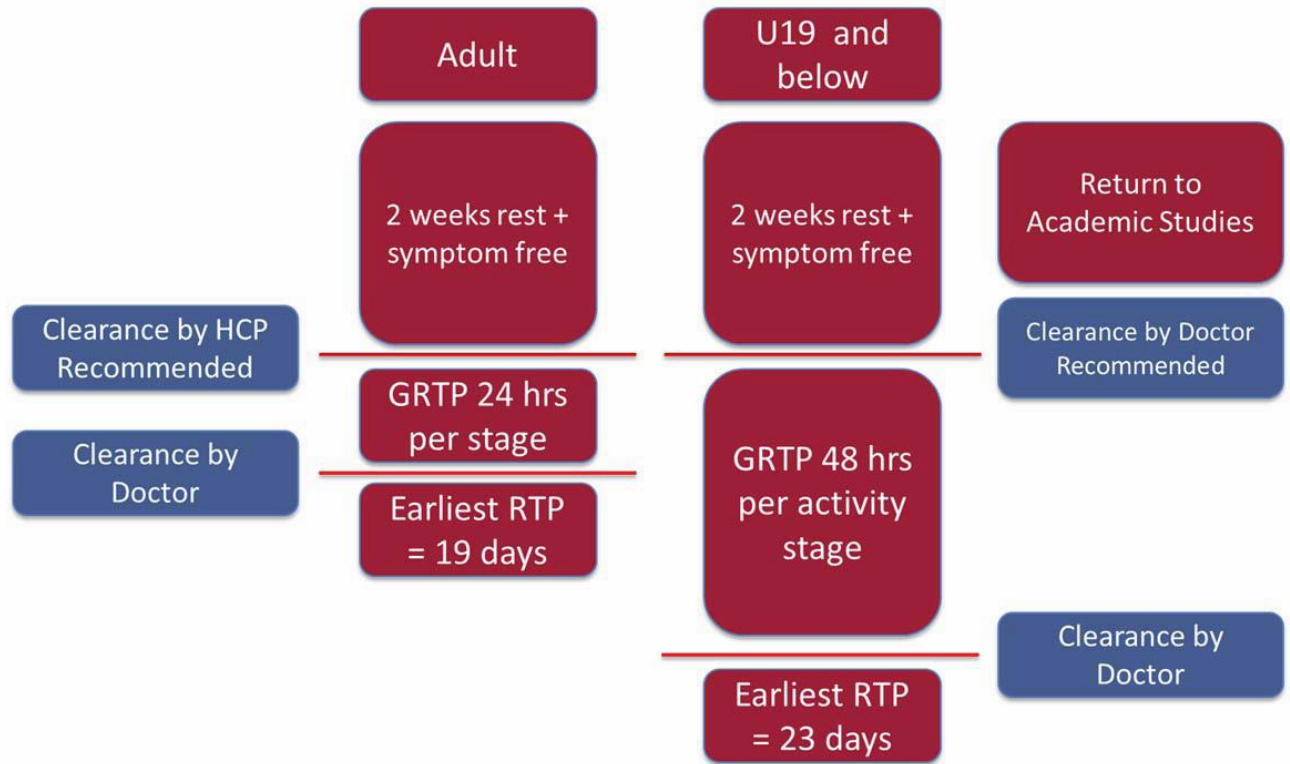 Adult
U19 and
below
2 weeks rest +
symptom free
2 weeks rest +
symptom free
Return to
Academic Studies
Clearance by HCP
Recommended
Clearance by Doctor
Recommended
GRTP 24 hrs
per stage
Clearance by
Doctor
GRTP 48 hrs
per activity
stage
Earliest RTP
= 19 days
Clearance by
Doctor
Earliest RTP
= 23 days